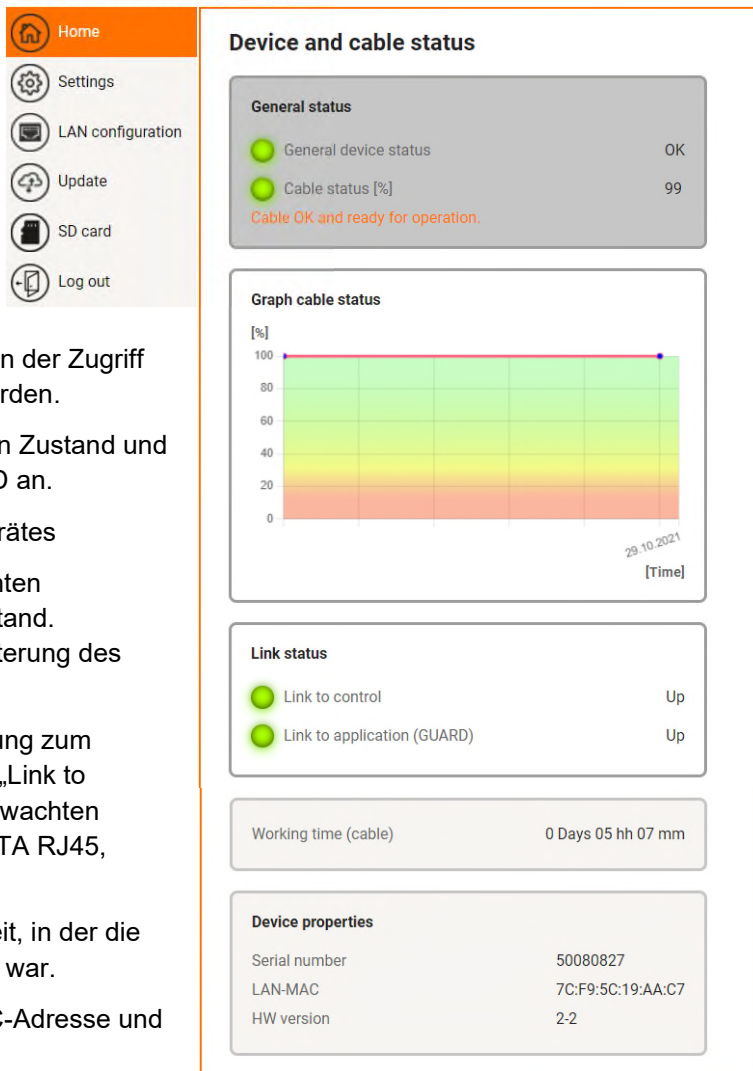 Home
Settings
LAN configuration
Update
SD card
Log out
n der Zugriff
rden.
n Zustand und
an.
rätes
nten
tand.
terung des
ung zum
„Link to
wachten
TA RJ45,
it, in der die
war.
C-Adresse und
Device and cable status
General status
General device status OK
Cable status [%] 99
Cable OK and ready for operation.
Graph cable status
[%]
100
80
60
40
20
0
29.10.2021
[Time]
Link status
Link to control Up
Link to application (GUARD) Up
Working time (cable) 0 Days 05 hh 07 mm
Device properties
Serial number 50080827
LAN-MAC 7C:F9:5C:19:AA:C7
HW version 2-2